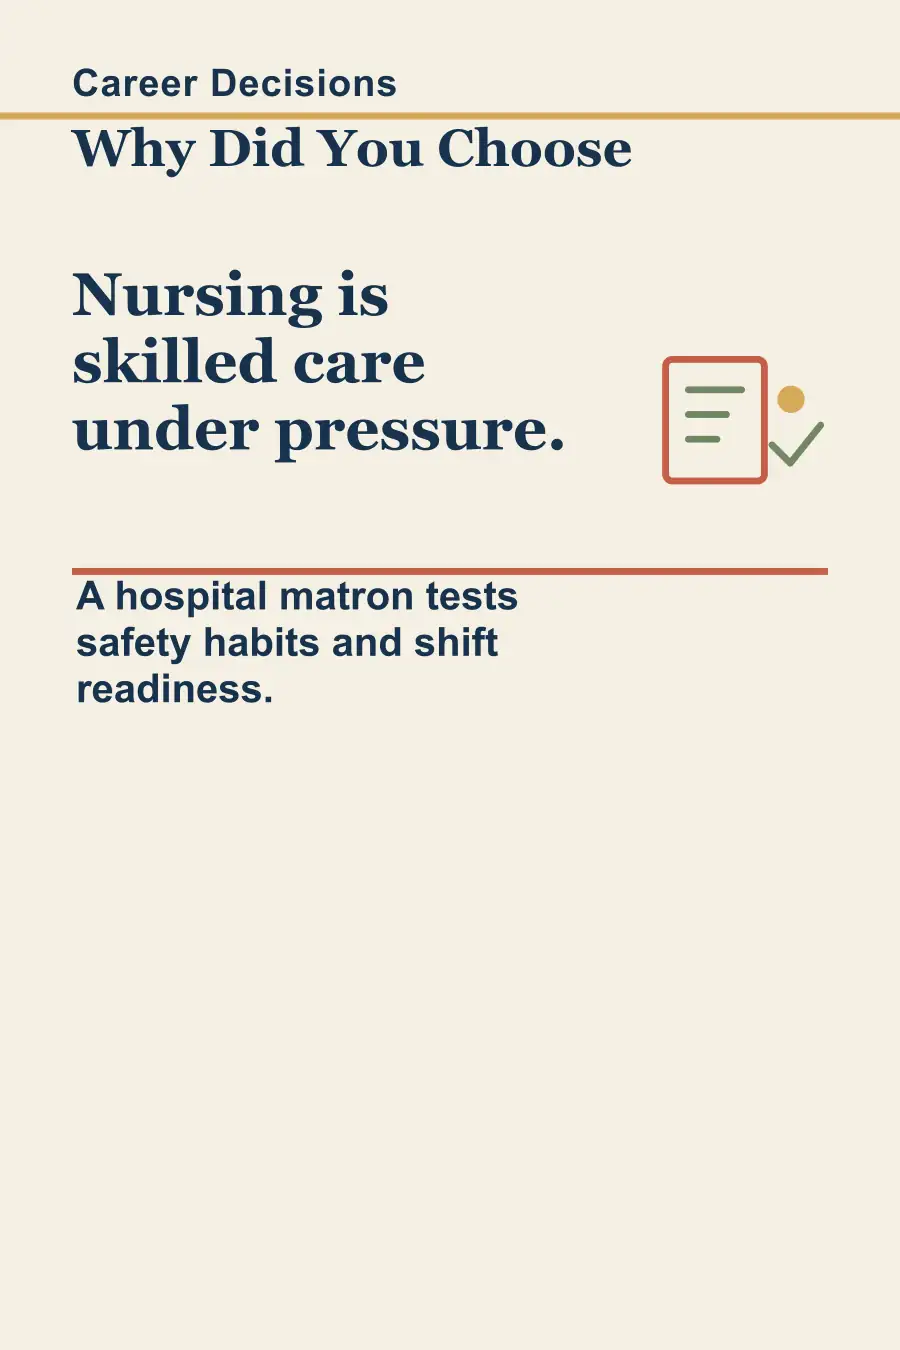 Career Decisions
Why Did You Choose
Nursing is
skilled care
under pressure.
A hospital matron tests
safety habits and shift
readiness.